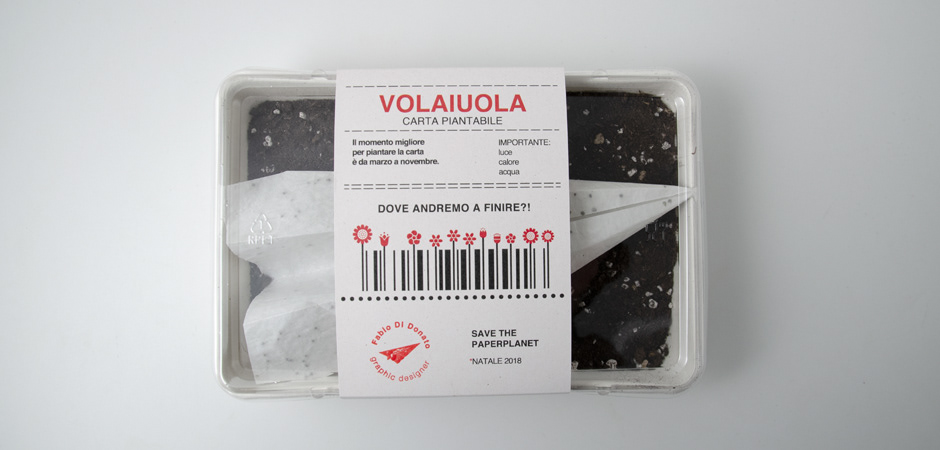 VOLAIUOLA
CARTA PIANTABILE
Il momento migliore
per piantare la carta
è da marzo a novembre.
IMPORTANTE:
luce
calore
acqua
DOVE ANDREMO A FINIRE?!
Fabio Di Donato
graphic designer
SAVE THE
PAPERPLANET
*NATALE 2018